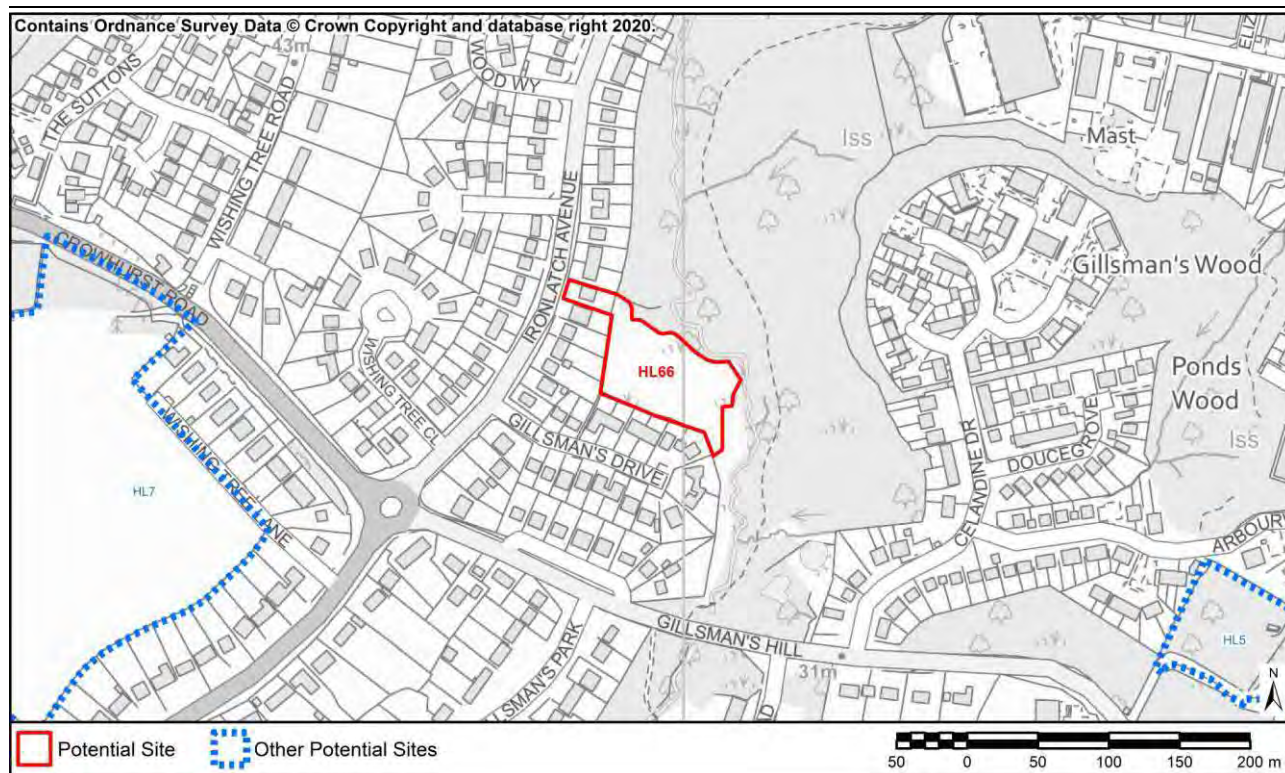 Contains Ordnance Survey Data © Crown Copyright and database right 2020.
43m
WOOD WY
THE SUTTONS
WISHING TREE ROAD
Iss
Mast
IRONLATCH AVENUE
CROWHURST ROAD
Gillsman's Wood
WISHING TREE CL
HL66
Ponds
Wood
Iss
GILLSMAN'S DRIVE
CELANDINE DR
DOUCEGROVE
WISHING TREE LANE
HL7
ARBOUR
GILLSMAN'S HILL
HL5
31m
N
Potential Site
Other Potential Sites
50 0 50 100 150 200 m